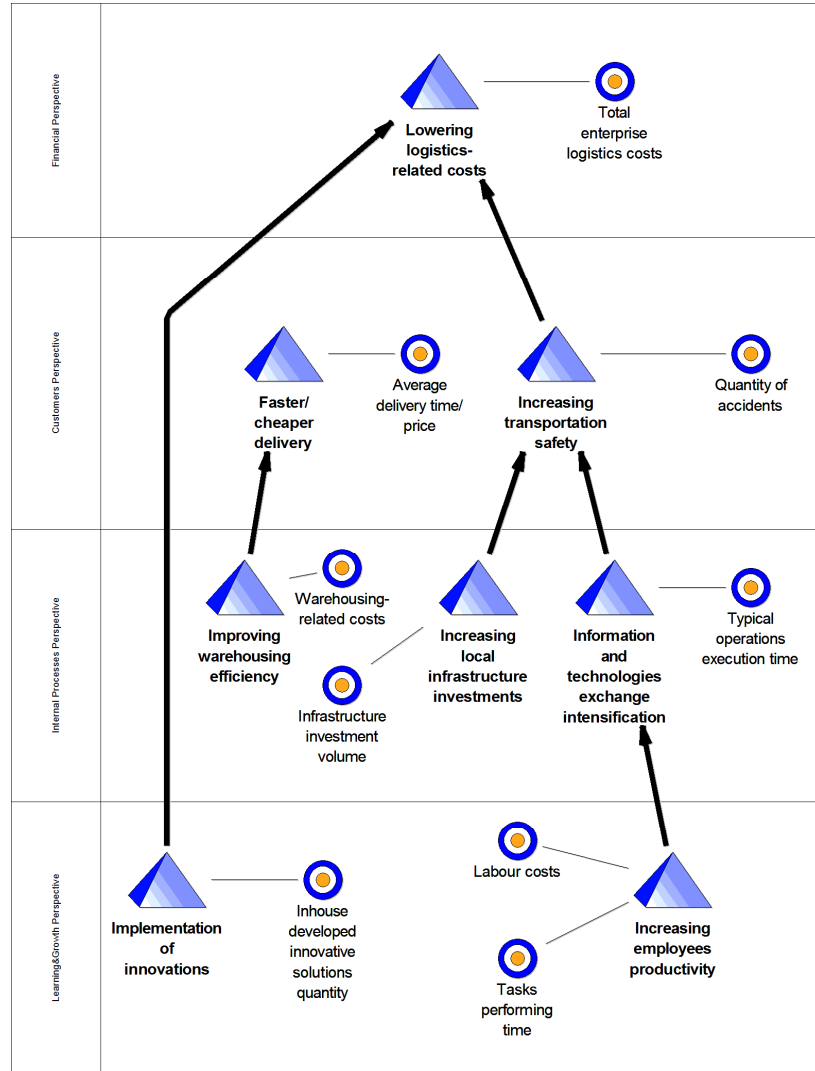 Financial Perspective
Lowering
logistics-
related costs
Total
enterprise
logistics costs
Customers Perspective
Faster/
cheaper
delivery
Average
delivery time/
price
Increasing
transportation
safety
Quantity of
accidents
Internal Processes Perspective
Improving
warehousing
efficiency
Warehousing-
related costs
Infrastructure
investment
volume
Increasing
local
infrastructure
investments
Information
and
technologies
exchange
intensification
Typical
operations
execution time
Learning&Growth Perspective
Implementation
of
innovations
Inhouse
developed
innovative
solutions
quantity
Labour costs
Tasks
performing
time
Increasing
employees
productivity